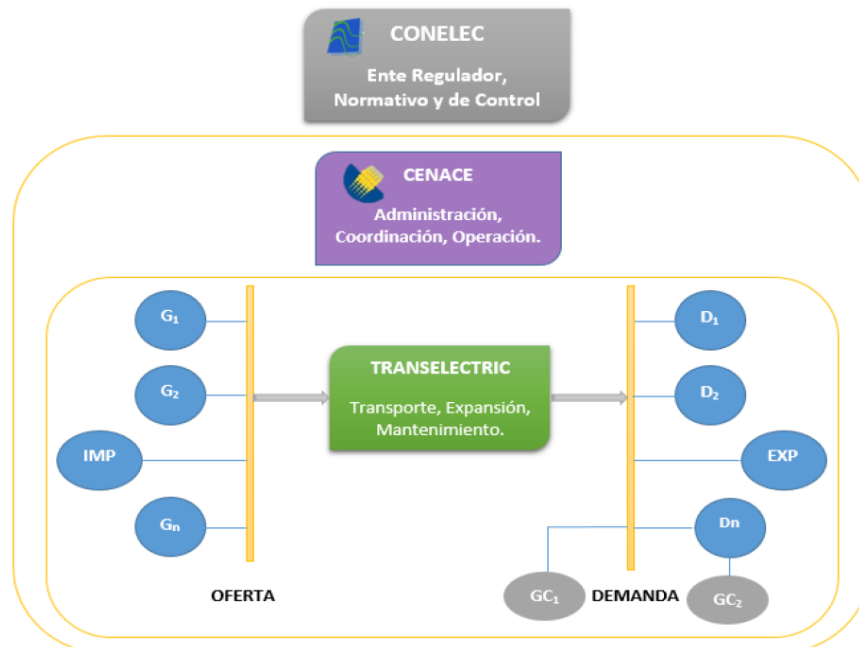 CONELEC
Ente Regulador,
Normativo y de Control
CENACE
Administración,
Coordinación, Operación.
G₁
G₂
IMP
Gₙ
OFERTA
TRANSELECTRIC
Transporte, Expansión,
Mantenimiento.
D₁
D₂
EXP
Dn
GC₁
DEMANDA
GC₂